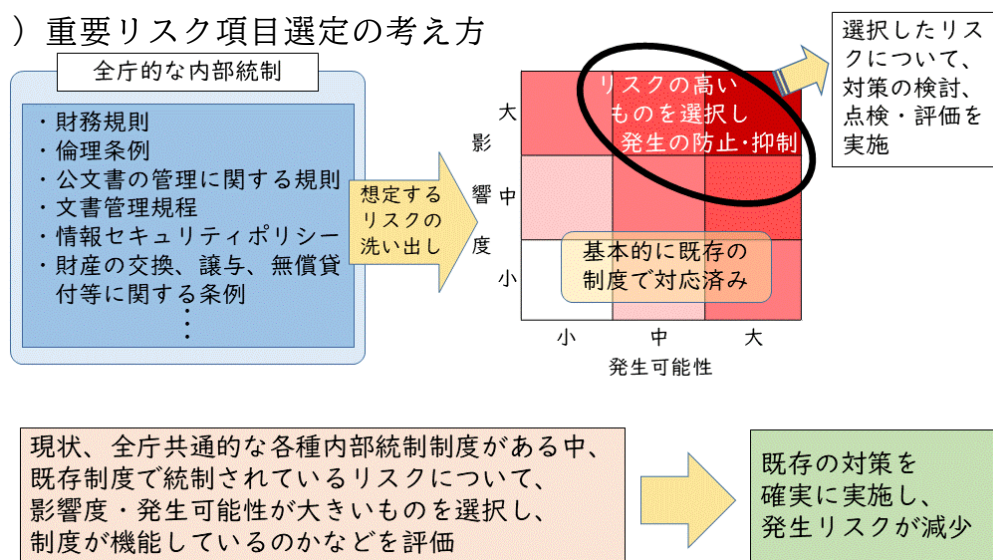 ）重要リスク項目選定の考え方
全庁的な内部統制
・財務規則
・倫理条例
・公文書の管理に関する規則
・文書管理規程
・情報セキュリティポリシー
・財産の交換、譲与、無償貸
付等に関する条例
⋮
想定する
リスクの
洗い出し
影響度
大
中
小
リスクの高い
ものを選択し
発生の防止・抑制
基本的に既存の
制度で対応済み
小 中 大
発生可能性
選択したリス
クについて、
対策の検討、
点検・評価を
実施
現状、全庁共通的な各種内部統制制度がある中、
既存制度で統制されているリスクについて、
影響度・発生可能性が大きいものを選択し、
制度が機能しているのかなどを評価
既存の対策を
確実に実施し、
発生リスクが減少